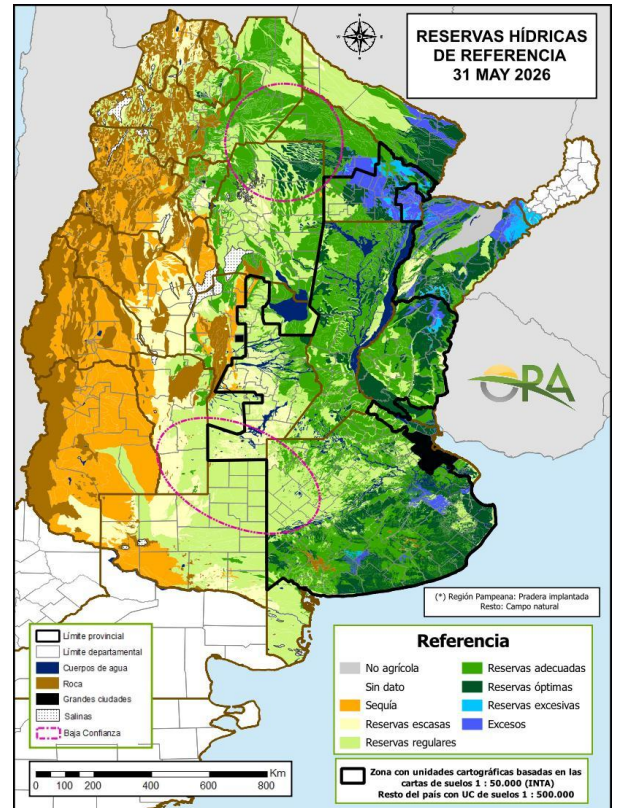 RESERVAS HÍDRICAS
DE REFERENCIA
31 MAY 2026
OPA
(*) Región Pampeana: Pradera implantada
Resto: Campo natural
Límite provincial
Límite departamental
Cuerpos de agua
Roca
Grandes ciudades
Salinas
Baja Confianza
Referencia
No agrícola
Sin dato
Sequía
Reservas escasas
Reservas regulares
Reservas adecuadas
Reservas óptimas
Reservas excesivas
Excesos
Km
0 50 100 200 400 600 800
Zona con unidades cartográficas basadas en las
cartas de suelos 1 : 50.000 (INTA)
Resto del país con UC de suelos 1 : 500.000